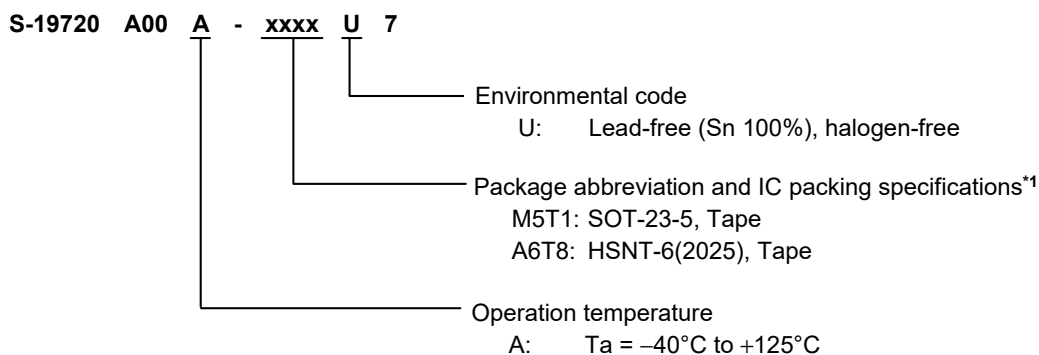 S-19720 A00 A - xxxx U 7
Environmental code
U: Lead-free (Sn 100%), halogen-free
Package abbreviation and IC packing specifications*1
M5T1: SOT-23-5, Tape
A6T8: HSNT-6(2025), Tape
Operation temperature
A: Ta = −40°C to +125°C